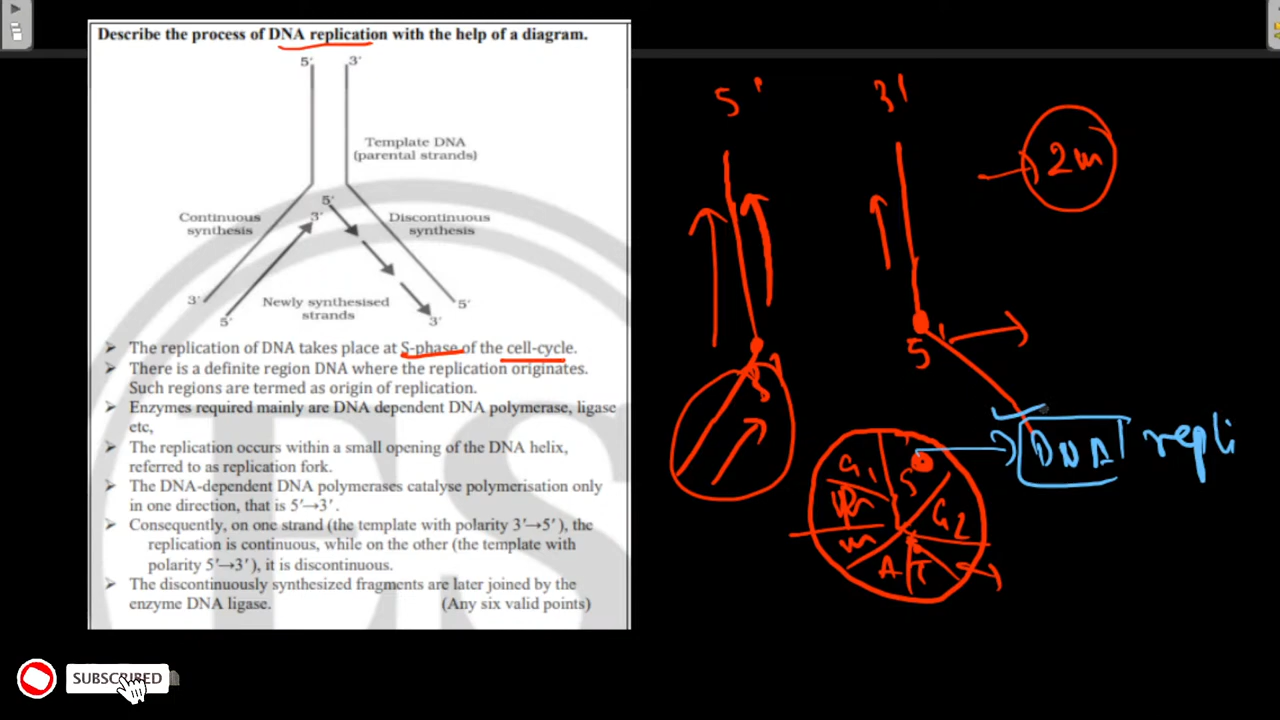 Describe the process of DNA replication with the help of a diagram.
5′ 3′
Template DNA
(parental strands)
5′
3′
Continuous
synthesis
Discontinuous
synthesis
3′
5′
Newly synthesised
strands
5′
3′
➤ The replication of DNA takes place at S-phase of the cell-cycle.
➤ There is a definite region DNA where the replication originates.
Such regions are termed as origin of replication.
➤ Enzymes required mainly are DNA dependent DNA polymerase, ligase
etc,
➤ The replication occurs within a small opening of the DNA helix,
referred to as replication fork.
➤ The DNA-dependent DNA polymerases catalyse polymerisation only
in one direction, that is 5′→3′.
➤ Consequently, on one strand (the template with polarity 3′→5′), the
replication is continuous, while on the other (the template with
polarity 5′→3′), it is discontinuous.
➤ The discontinuously synthesized fragments are later joined by the
enzyme DNA ligase. (Any six valid points)
5' 3'
2m
5'
3'
G1 S
G2
m
A T
DNA repli
SUBSCRIBED